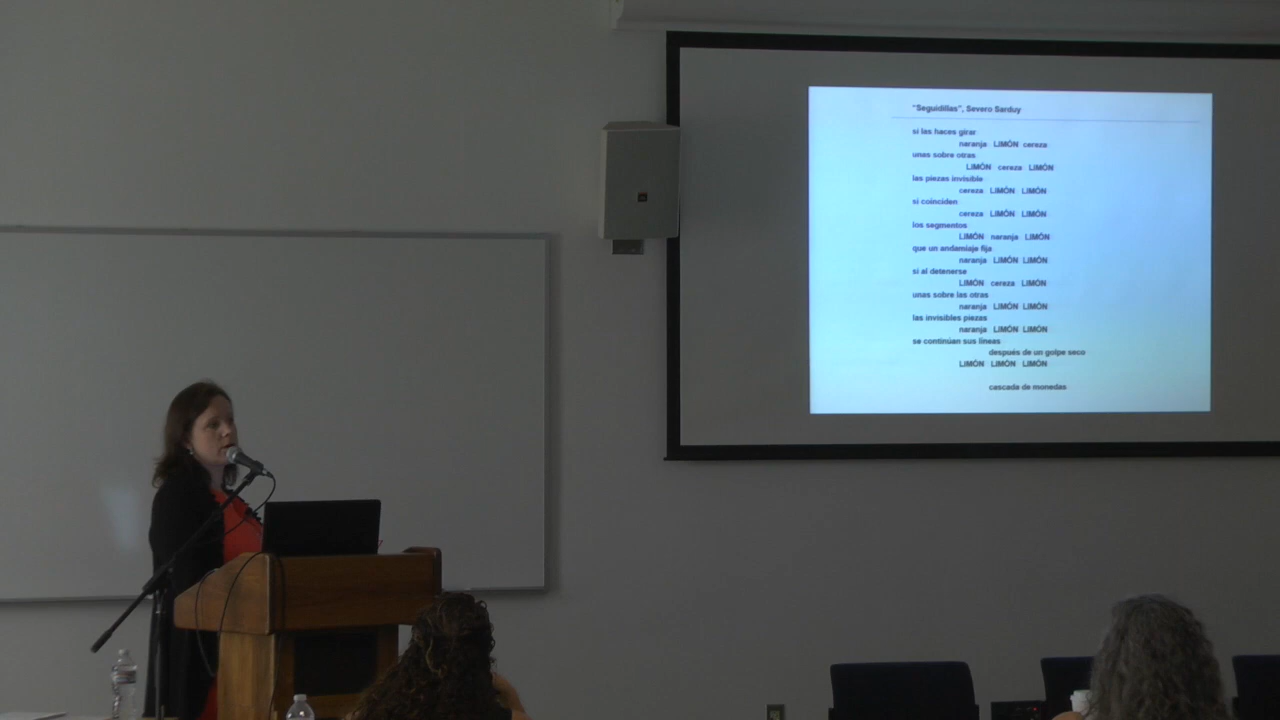 "Seguidillas", Severo Sarduy
si las haces girar
naranja LIMÓN cereza
unas sobre otras
LIMÓN cereza LIMÓN
las piezas invisible
cereza LIMÓN LIMÓN
si coinciden
cereza LIMÓN LIMÓN
los segmentos
LIMÓN naranja LIMÓN
que un andamiaje fija
naranja LIMÓN LIMÓN
si al detenerse
LIMÓN cereza LIMÓN
unas sobre las otras
naranja LIMÓN LIMÓN
las invisibles piezas
naranja LIMÓN LIMÓN
se continúan sus líneas
después de un golpe seco
LIMÓN LIMÓN LIMÓN
cascada de monedas